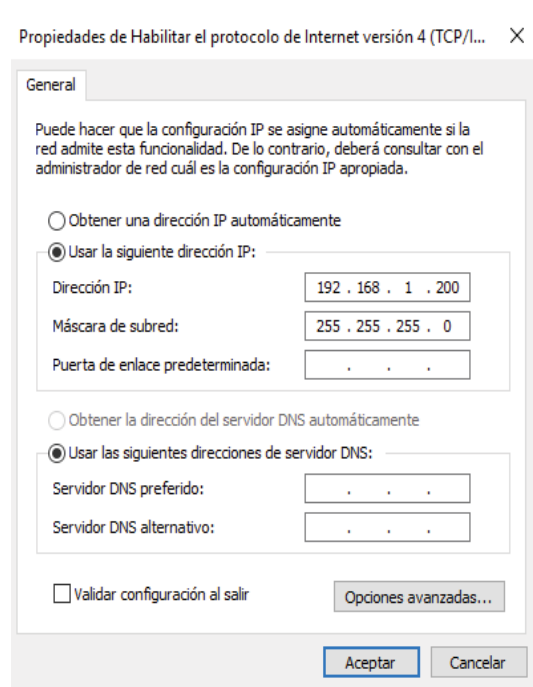 Propiedades de Habilitar el protocolo de Internet versión 4 (TCP/I...
General
Puede hacer que la configuración IP se asigne automáticamente si la
red admite esta funcionalidad. De lo contrario, deberá consultar con el
administrador de red cuál es la configuración IP apropiada.
Obtener una dirección IP automáticamente
Usar la siguiente dirección IP:
Dirección IP: 192 . 168 . 1 . 200
Máscara de subred: 255 . 255 . 255 . 0
Puerta de enlace predeterminada: . . .
Obtener la dirección del servidor DNS automáticamente
Usar las siguientes direcciones de servidor DNS:
Servidor DNS preferido: . . .
Servidor DNS alternativo: . . .
Validar configuración al salir Opciones avanzadas...
Aceptar Cancelar